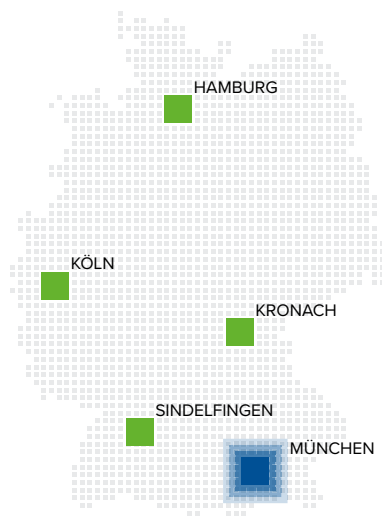 HAMBURG
KÖLN
KRONACH
SINDELFINGEN
MÜNCHEN